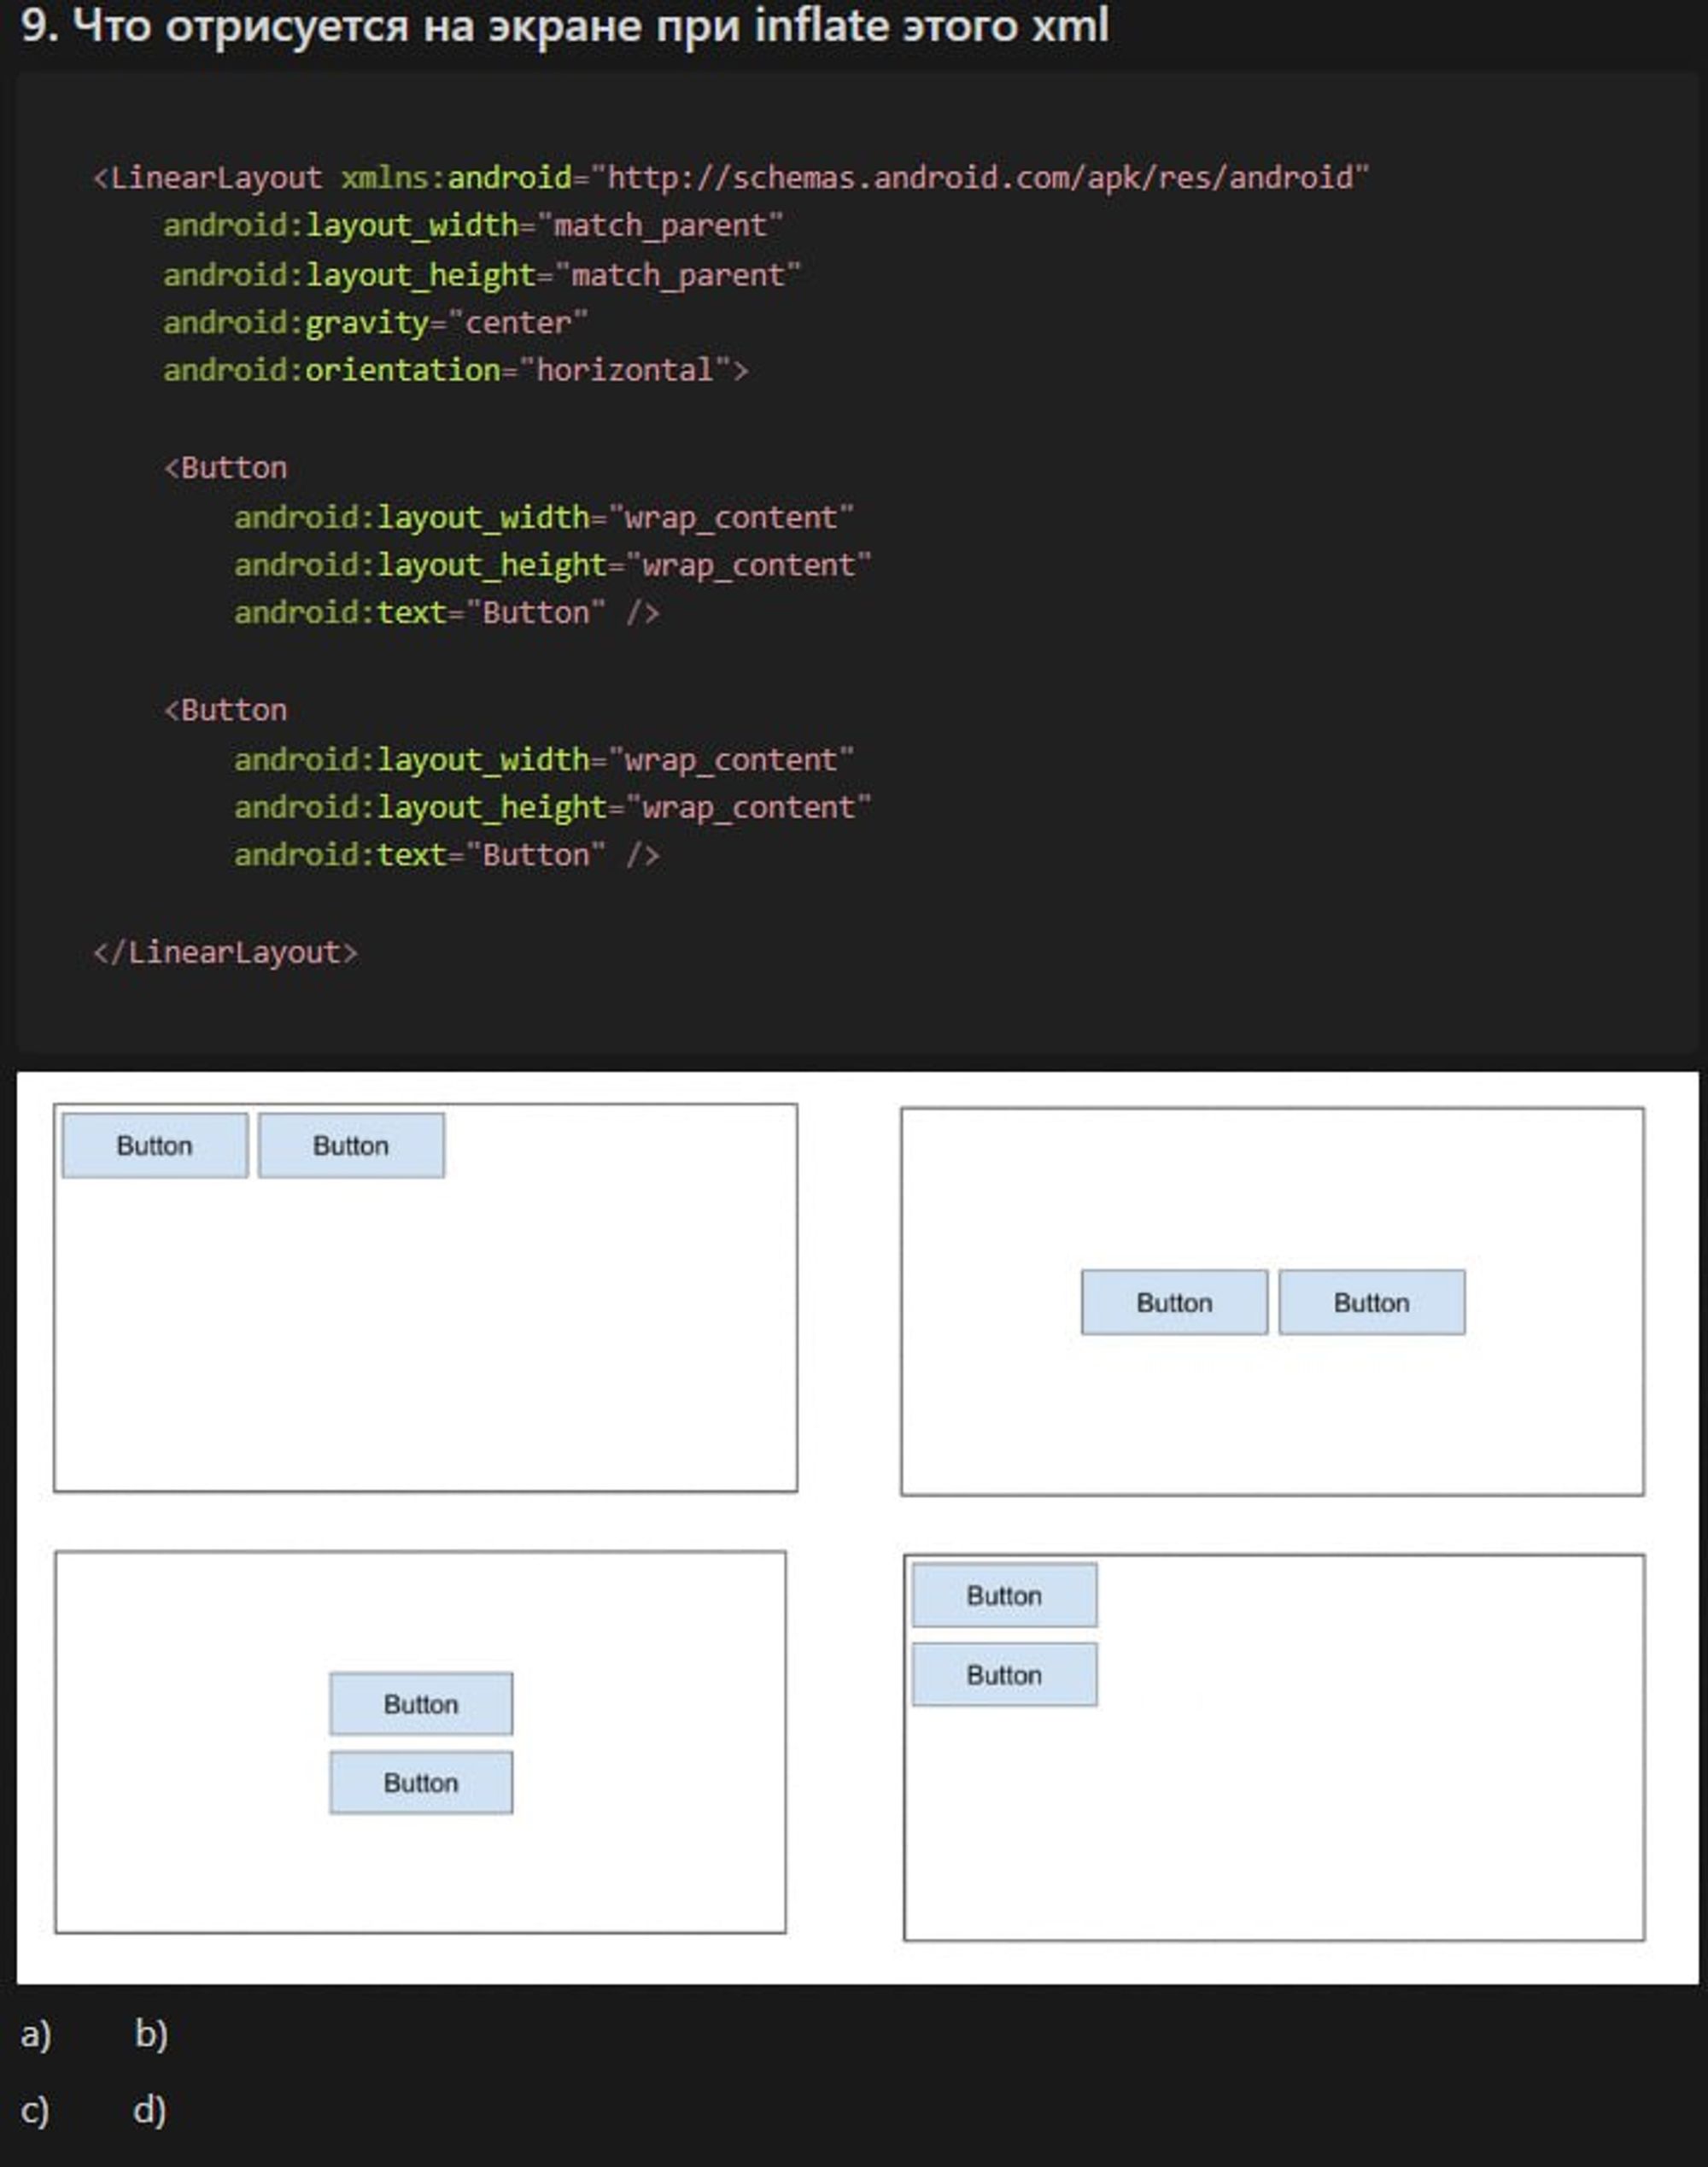 9. Что отрисуется на экране при inflate этого xml
<LinearLayout xmlns:android="http://schemas.android.com/apk/res/android"
    android:layout_width="match_parent"
    android:layout_height="match_parent"
    android:gravity="center"
    android:orientation="horizontal">
    <Button
        android:layout_width="wrap_content"
        android:layout_height="wrap_content"
        android:text="Button" />
    <Button
        android:layout_width="wrap_content"
        android:layout_height="wrap_content"
        android:text="Button" />
</LinearLayout>
Button Button
Button Button
Button
Button
Button
Button
a) b)
c) d)